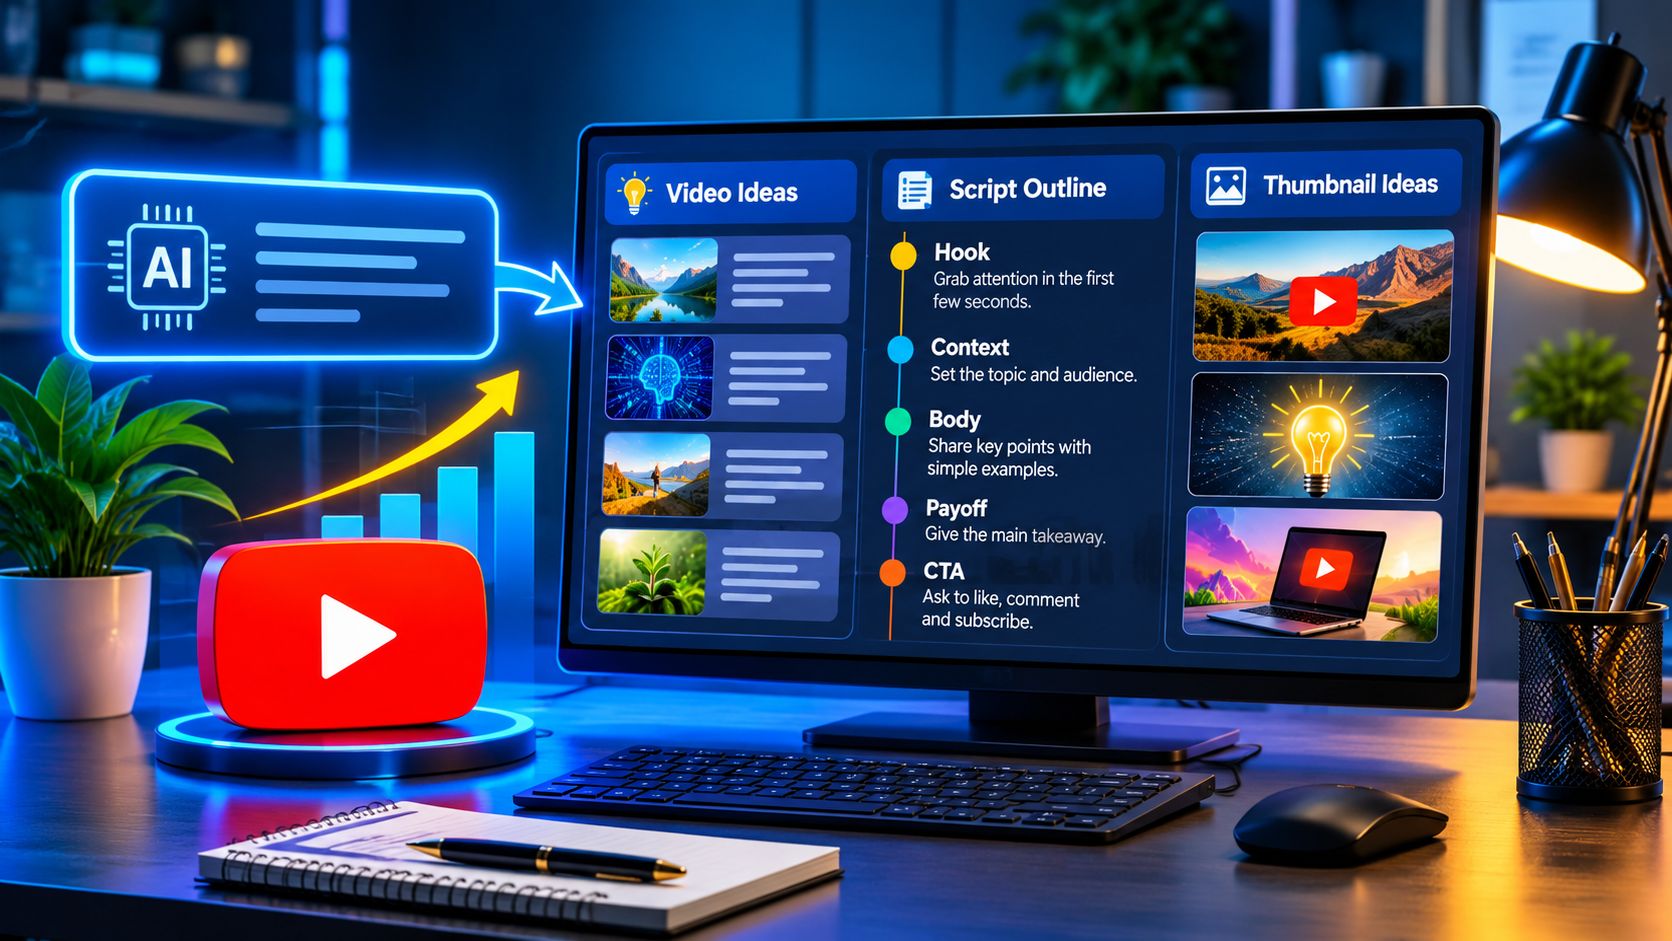 AI
Video Ideas
Script Outline
Hook
Grab attention in the first
few seconds.
Context
Set the topic and audience.
Body
Share key points with
simple examples.
Payoff
Give the main takeaway.
CTA
Ask to like, comment
and subscribe.
Thumbnail Ideas